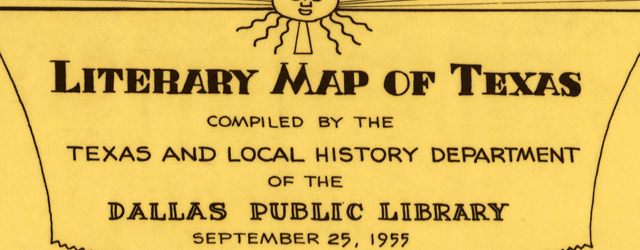 LITERARY MAP OF TEXAS
COMPILED BY THE
TEXAS AND LOCAL HISTORY DEPARTMENT
OF THE
DALLAS PUBLIC LIBRARY
SEPTEMBER 25, 1955